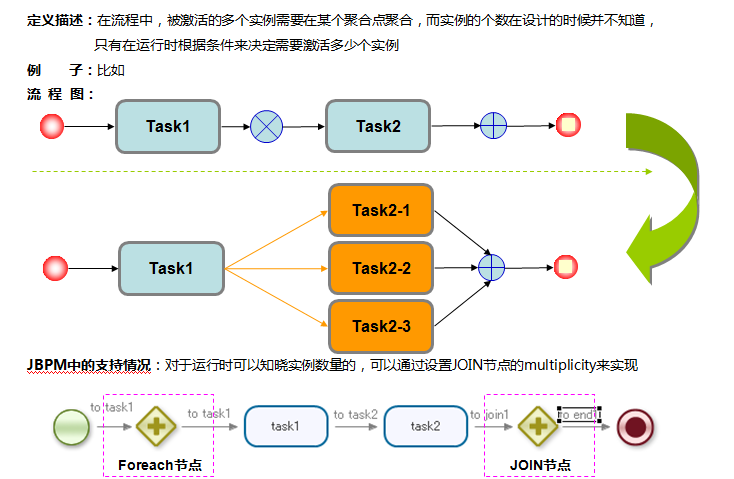 定义描述：在流程中，被激活的多个实例需要在某个聚合点聚合，而实例的个数在设计的时候并不知道，
只有在运行时根据条件来决定需要激活多少个实例
例 子：比如
流 程 图：
Task1
Task2
Task2-1
Task1
Task2-2
Task2-3
JBPM中的支持情况：对于运行时可以知晓实例数量的，可以通过设置JOIN节点的multiplicity来实现
to task1
to task1
task1
to task2
task2
to join1
to end
Foreach节点
JOIN节点